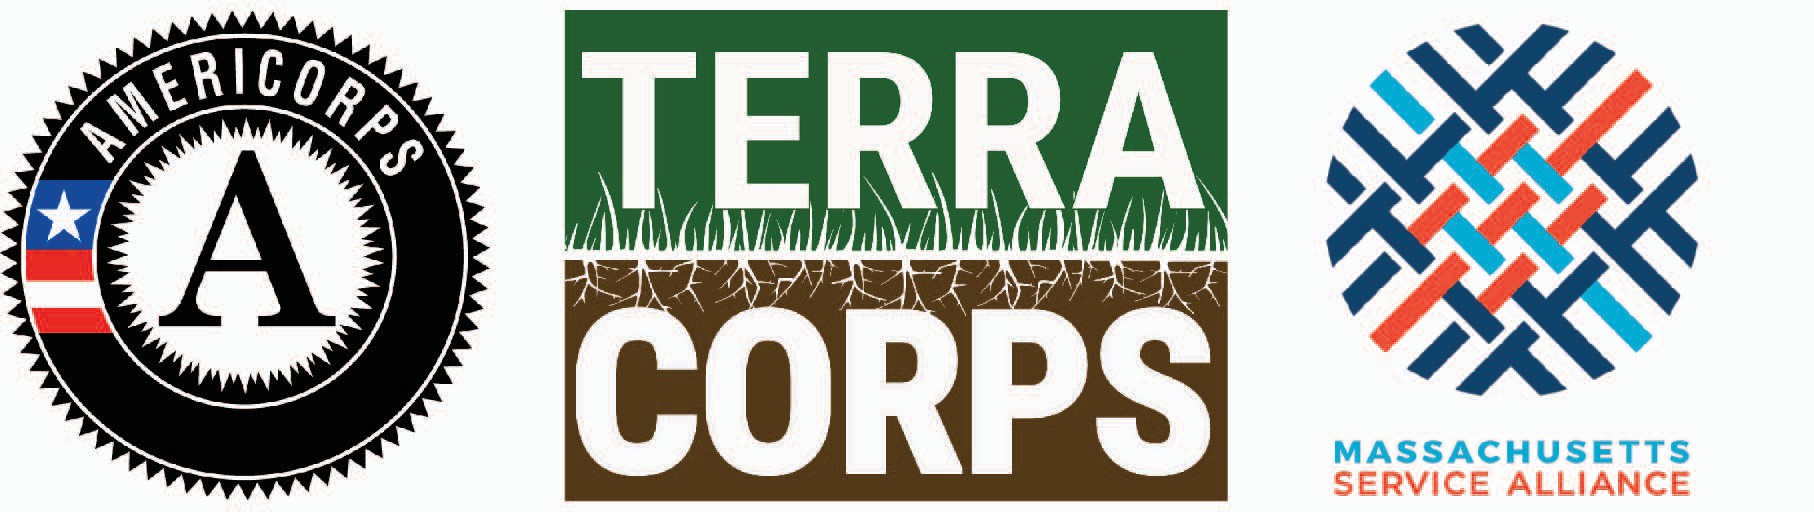 AMERICORPS
A
TERRA
CORPS
MASSACHUSETTS
SERVICE ALLIANCE